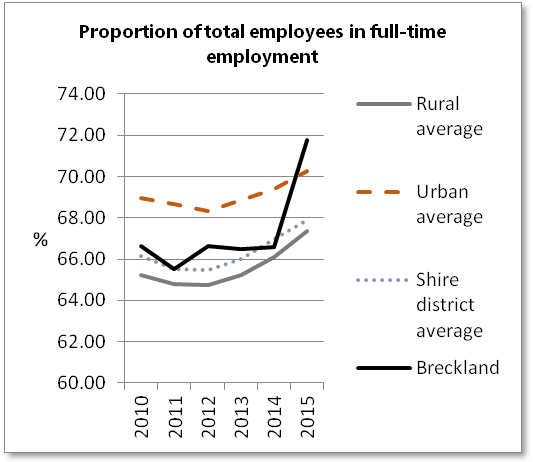 Proportion of total employees in full-time
employment
74.00
72.00
70.00
68.00
66.00
64.00
62.00
60.00
%
2010
2011
2012
2013
2014
2015
Rural
average
Urban
average
Shire
district
average
Breckland